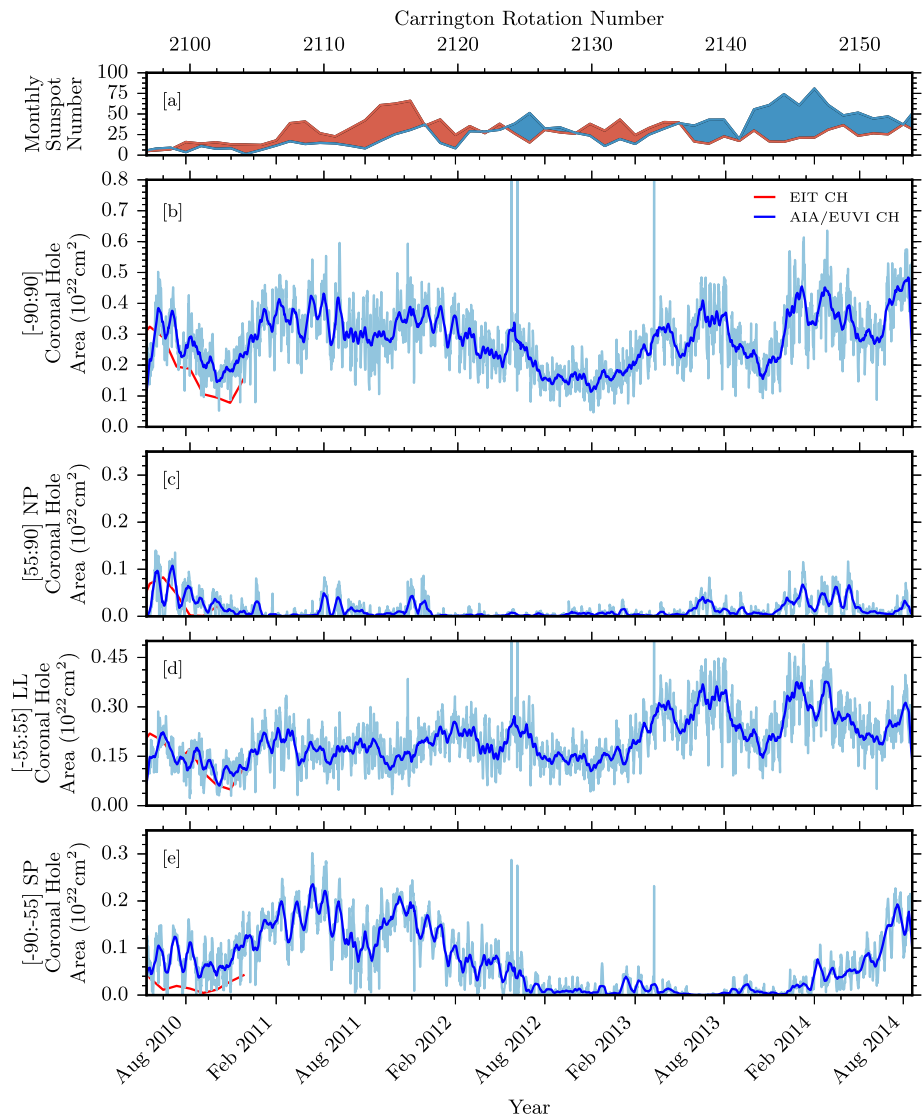 Carrington Rotation Number
2100 2110 2120 2130 2140 2150
Monthly
Sunspot
Number
100
75
50
25
0
[a]
[-90:90]
Coronal Hole
Area (10²²cm²)
0.8
0.7
0.6
0.5
0.4
0.3
0.2
0.1
0.0
[b]
EIT CH
AIA/EUVI CH
[55:90] NP
Coronal Hole
Area (10²²cm²)
0.3
0.2
0.1
0.0
[c]
[-55:55] LL
Coronal Hole
Area (10²²cm²)
0.45
0.30
0.15
0.00
[d]
[-90:-55] SP
Coronal Hole
Area (10²²cm²)
0.3
0.2
0.1
0.0
[e]
Aug 2010 Feb 2011 Aug 2011 Feb 2012 Aug 2012 Feb 2013 Aug 2013 Feb 2014 Aug 2014
Year